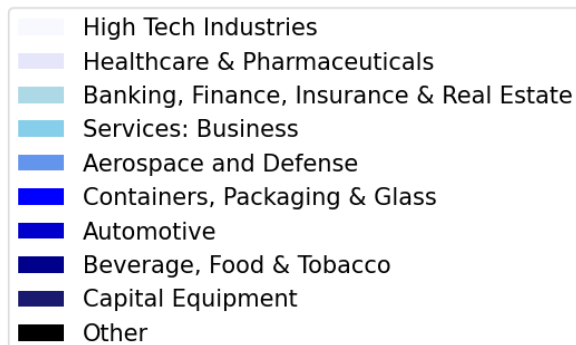 High Tech Industries
Healthcare & Pharmaceuticals
Banking, Finance, Insurance & Real Estate
Services: Business
Aerospace and Defense
Containers, Packaging & Glass
Automotive
Beverage, Food & Tobacco
Capital Equipment
Other